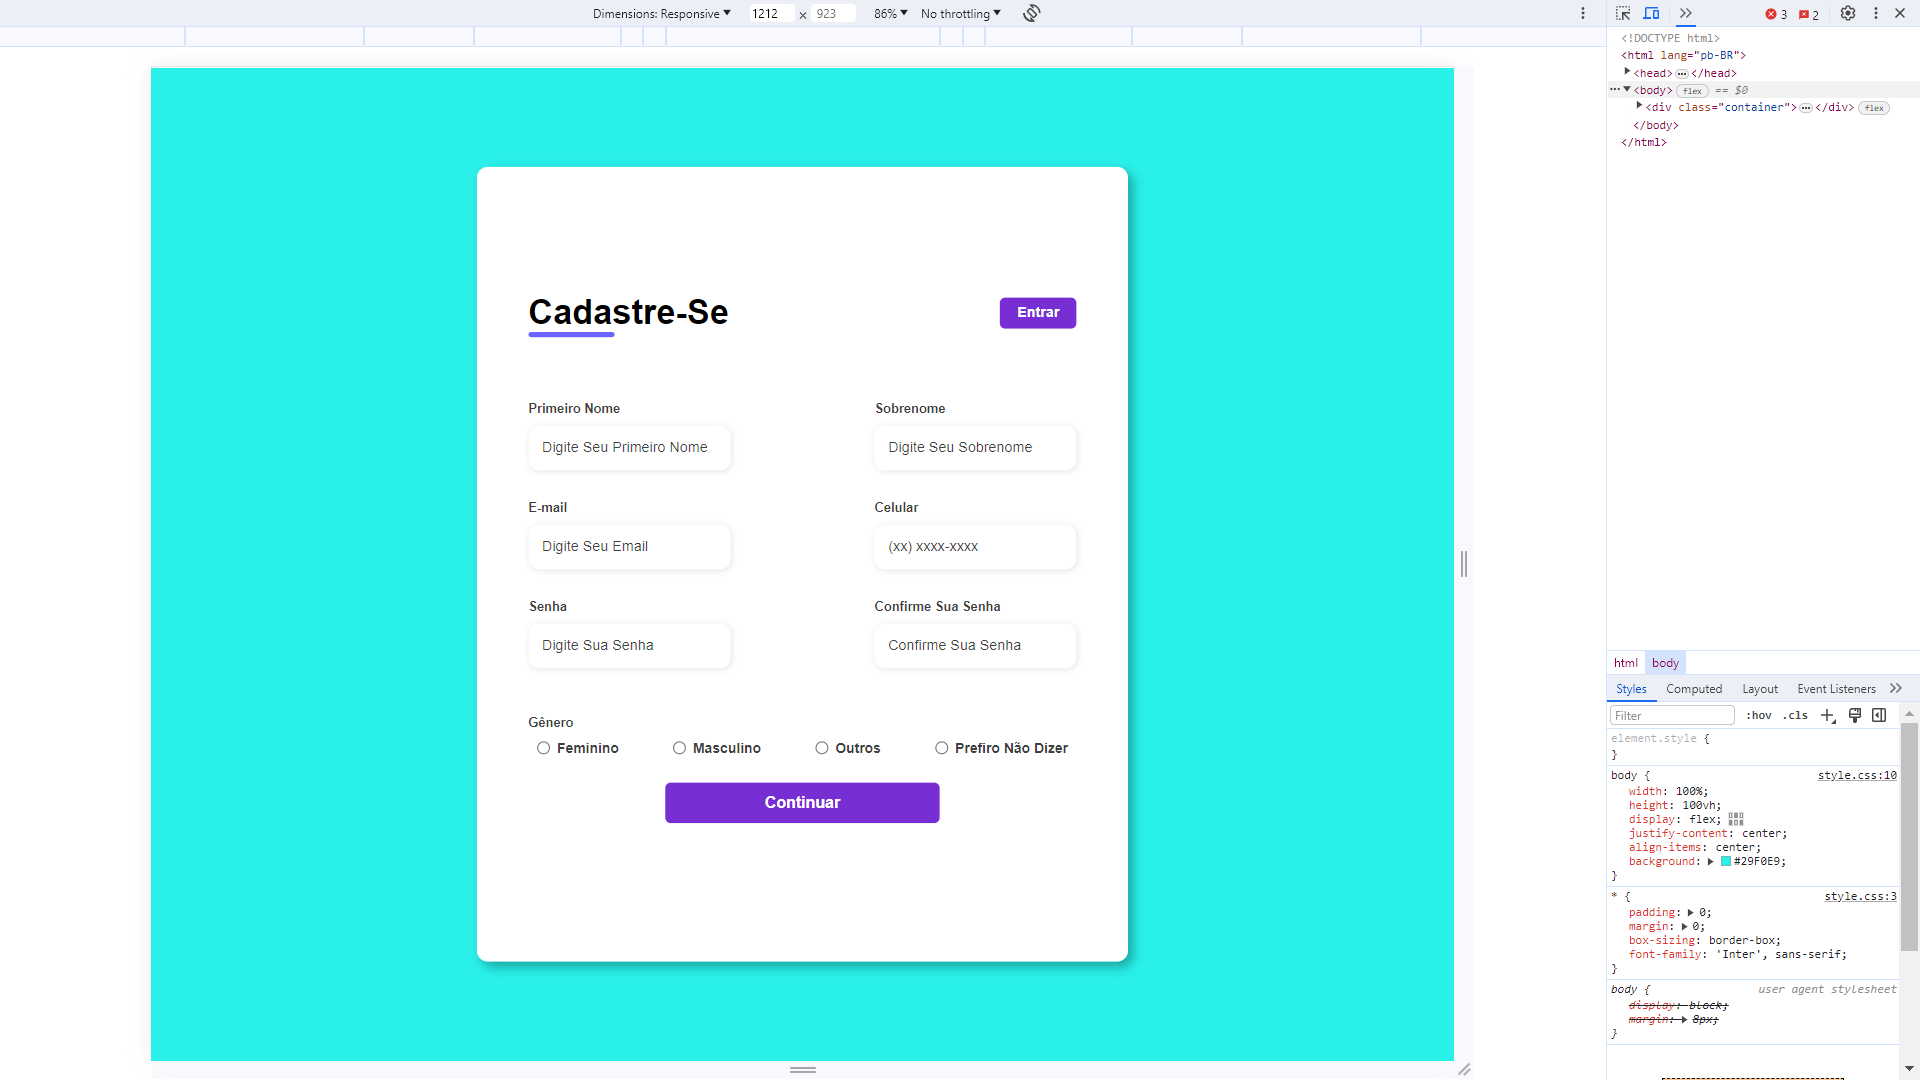 Dimensions: Responsive ▼ 1212 x 923 86% ▼ No throttling ▼
3 2
<!DOCTYPE html>
<html lang="pb-BR">
<head> ••• </head>
••• <body> flex == $0
<div class="container"> ••• </div> flex
</body>
</html>
Cadastre-Se
Entrar
Primeiro Nome
Sobrenome
Digite Seu Primeiro Nome
Digite Seu Sobrenome
E-mail
Celular
Digite Seu Email
(xx) xxxx-xxxx
Senha
Confirme Sua Senha
Digite Sua Senha
Confirme Sua Senha
Gênero
Feminino
Masculino
Outros
Prefiro Não Dizer
Continuar
html body
Styles Computed Layout Event Listeners
Filter :hov .cls
element.style {
}
body { style.css:10
width: 100%;
height: 100vh;
display: flex;
justify-content: center;
align-items: center;
background: #29F0E9;
}
* { style.css:3
padding: 0;
margin: 0;
box-sizing: border-box;
font-family: 'Inter', sans-serif;
}
body { user agent stylesheet
display: block;
margin: 8px;
}